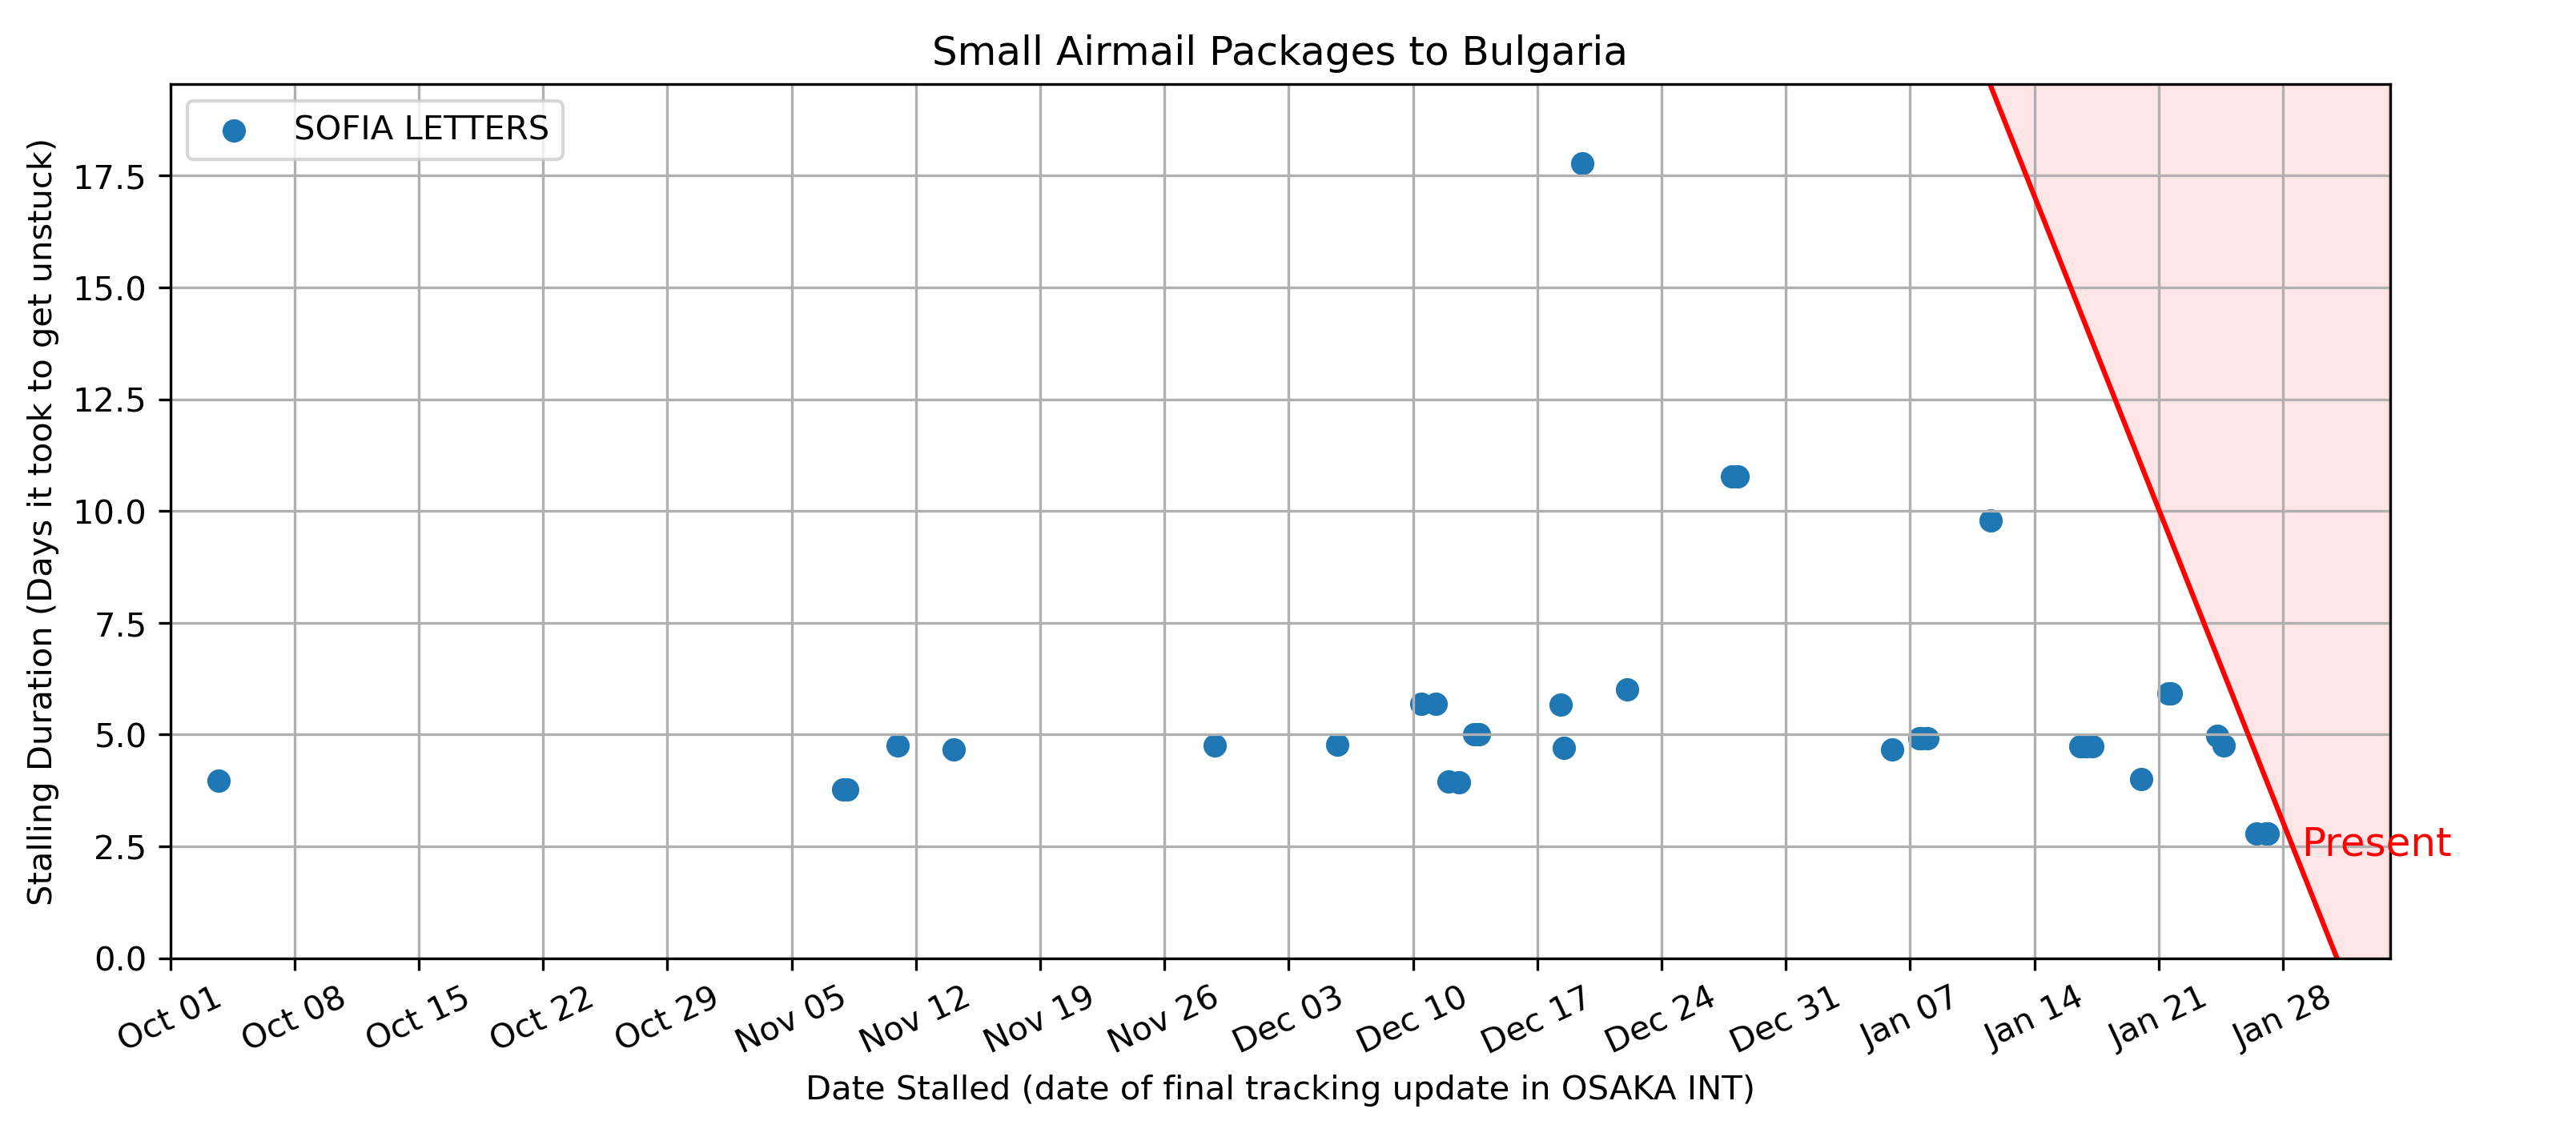 Small Airmail Packages to Bulgaria
SOFIA LETTERS
Stalling Duration (Days it took to get unstuck)
17.5
15.0
12.5
10.0
7.5
5.0
2.5
0.0
Present
Oct 01 Oct 08 Oct 15 Oct 22 Oct 29 Nov 05 Nov 12 Nov 19 Nov 26 Dec 03 Dec 10 Dec 17 Dec 24 Dec 31 Jan 07 Jan 14 Jan 21 Jan 28
Date Stalled (date of final tracking update in OSAKA INT)